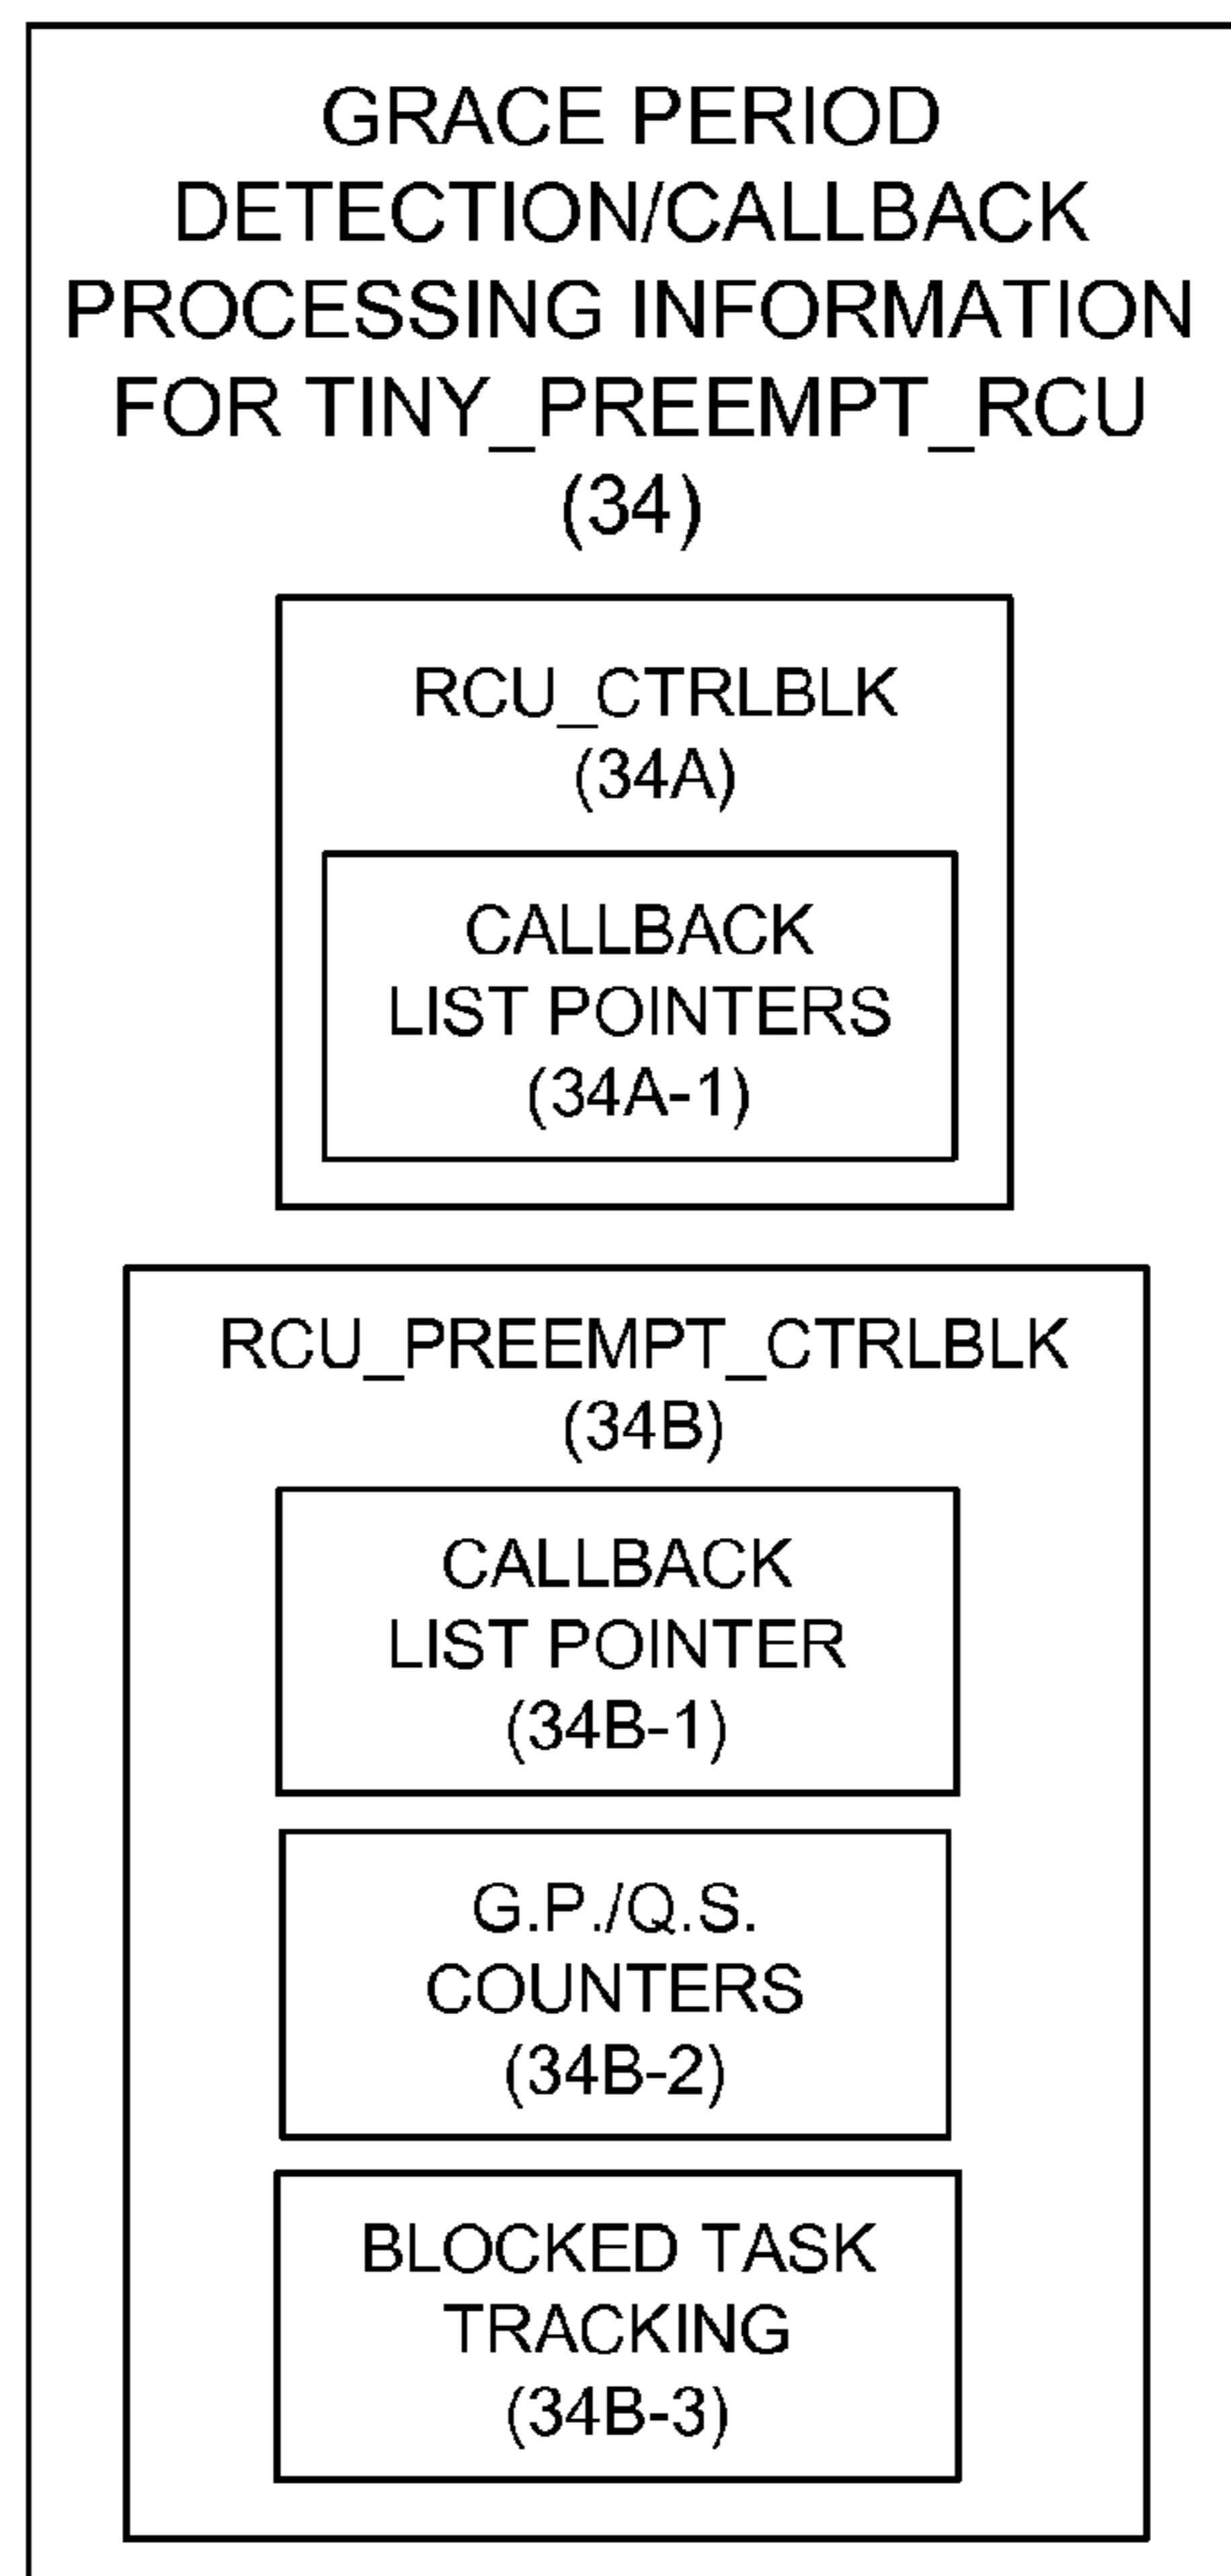 GRACE PERIOD
DETECTION/CALLBACK
PROCESSING INFORMATION
FOR TINY_PREEMPT_RCU
(34)
RCU_CTRLBLK
(34A)
CALLBACK
LIST POINTERS
(34A-1)
RCU_PREEMPT_CTRLBLK
(34B)
CALLBACK
LIST POINTER
(34B-1)
G.P./Q.S.
COUNTERS
(34B-2)
BLOCKED TASK
TRACKING
(34B-3)